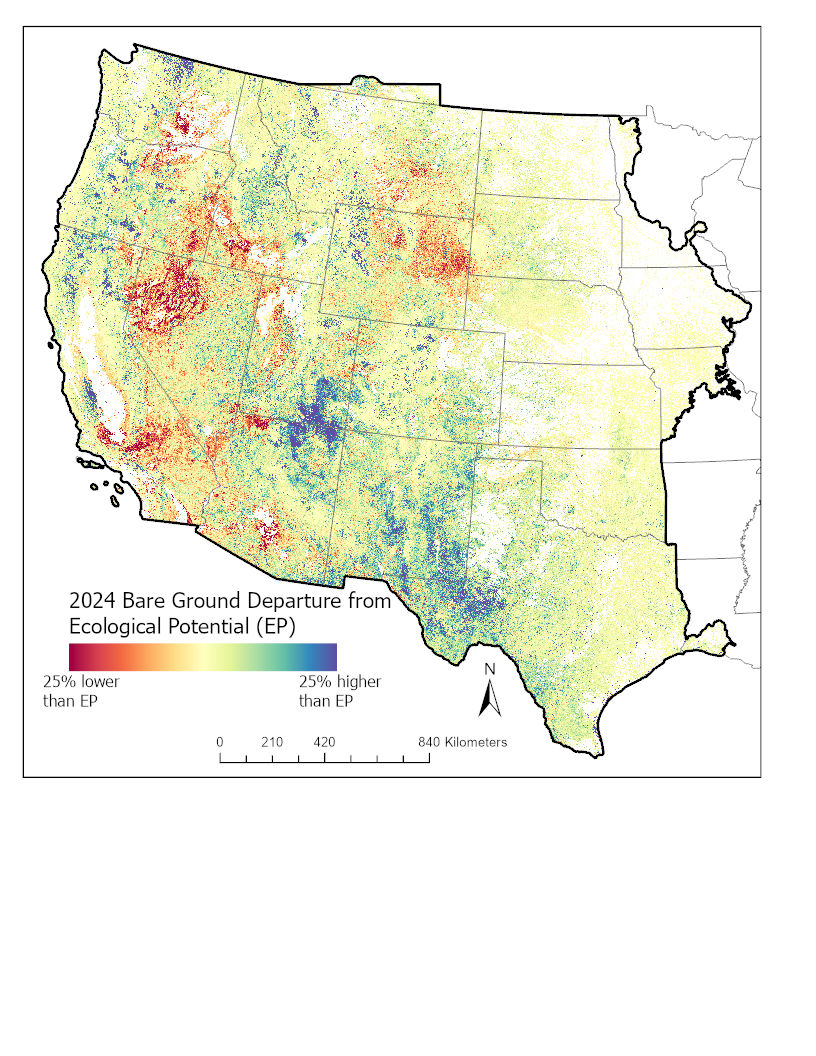 2024 Bare Ground Departure from
Ecological Potential (EP)
25% lower
than EP
25% higher
than EP
N
0 210 420 840 Kilometers